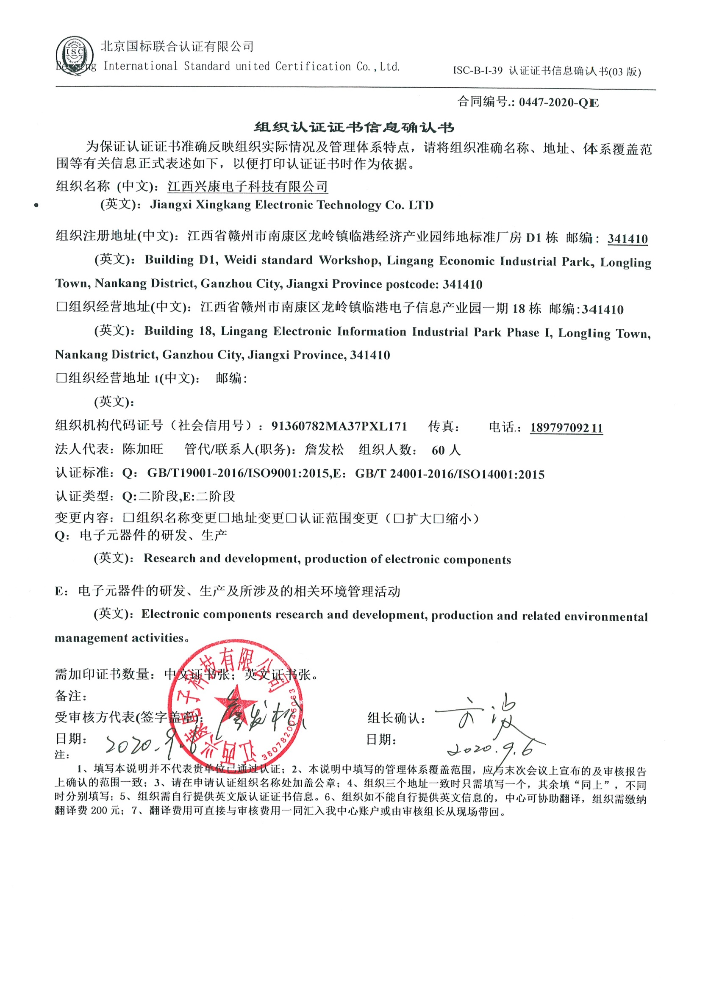 ISC
北京国标联合认证有限公司
Beijing International Standard united Certification Co.,Ltd.
ISC-B-I-39 认证证书信息确认书(03 版)
合同编号.: 0447-2020-QE
组织认证证书信息确认书
为保证认证证书准确反映组织实际情况及管理体系特点，请将组织准确名称、地址、体系覆盖范
围等有关信息正式表述如下，以便打印认证证书时作为依据。
组织名称 (中文)：江西兴康电子科技有限公司
(英文)：Jiangxi Xingkang Electronic Technology Co. LTD
组织注册地址(中文)：江西省赣州市南康区龙岭镇临港经济产业园纬地标准厂房 D1 栋 邮编：341410
(英文)：Building D1, Weidi standard Workshop, Lingang Economic Industrial Park, Longling
Town, Nankang District, Ganzhou City, Jiangxi Province postcode: 341410
□组织经营地址(中文)：江西省赣州市南康区龙岭镇临港电子信息产业园一期 18 栋 邮编:341410
(英文)：Building 18, Lingang Electronic Information Industrial Park Phase I, Longling Town,
Nankang District, Ganzhou City, Jiangxi Province, 341410
□组织经营地址 1(中文)： 邮编：
(英文)：
组织机构代码证号（社会信用号）：91360782MA37PXL171 传真： 电话.：18979709211
法人代表：陈加旺 管代/联系人(职务)：詹发松 组织人数： 60 人
认证标准：Q：GB/T19001-2016/ISO9001:2015,E：GB/T 24001-2016/ISO14001:2015
认证类型：Q:二阶段,E:二阶段
变更内容：□组织名称变更□地址变更□认证范围变更（□扩大□缩小）
Q：电子元器件的研发、生产
(英文)：Research and development, production of electronic components
E：电子元器件的研发、生产及所涉及的相关环境管理活动
(英文)：Electronic components research and development, production and related environmental
management activities。
需加印证书数量：中文证书张；英文证书张。
备注：
受审核方代表(签字盖章)：詹发松 组长确认：
日期：2020.9.6 日期：2020.9.6
江西兴康电子科技有限公司
3607820045063
注：
1、填写本说明并不代表贵单位已通过认证；2、本说明中填写的管理体系覆盖范围，应与末次会议上宣布的及审核报告
上确认的范围一致；3、请在申请认证组织名称处加盖公章；4、组织三个地址一致时只需填写一个，其余填“同上”，不同
时分别填写；5、组织需自行提供英文版认证证书信息。6、组织如不能自行提供英文信息的，中心可协助翻译，组织需缴纳
翻译费 200 元；7、翻译费用可直接与审核费用一同汇入我中心账户或由审核组长从现场带回。